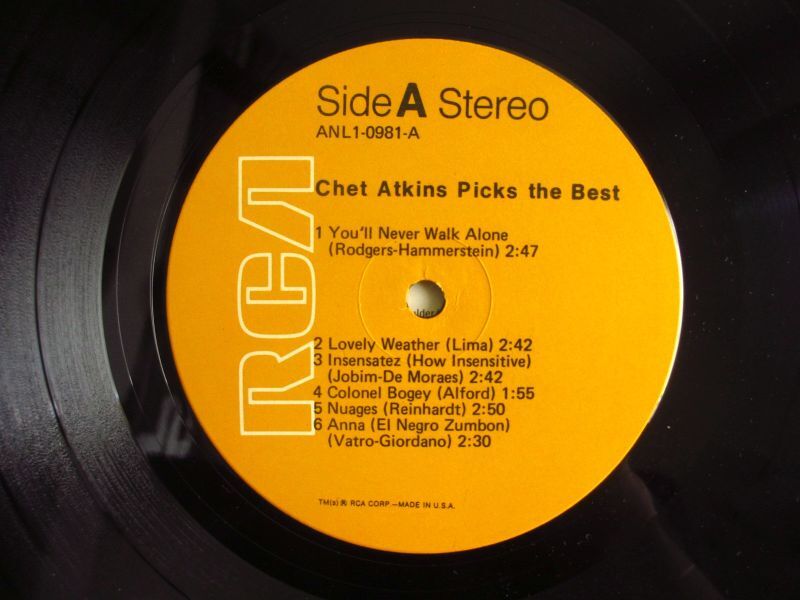 Side A Stereo
ANL1-0981-A
RCA
Chet Atkins Picks the Best
1 You'll Never Walk Alone
(Rodgers-Hammerstein) 2:47
2 Lovely Weather (Lima) 2:42
3 Insensatez (How Insensitive)
(Jobim-De Moraes) 2:42
4 Colonel Bogey (Alford) 1:55
5 Nuages (Reinhardt) 2:50
6 Anna (El Negro Zumbon)
(Vatro-Giordano) 2:30
TM(s) ® RCA CORP.—MADE IN U.S.A.